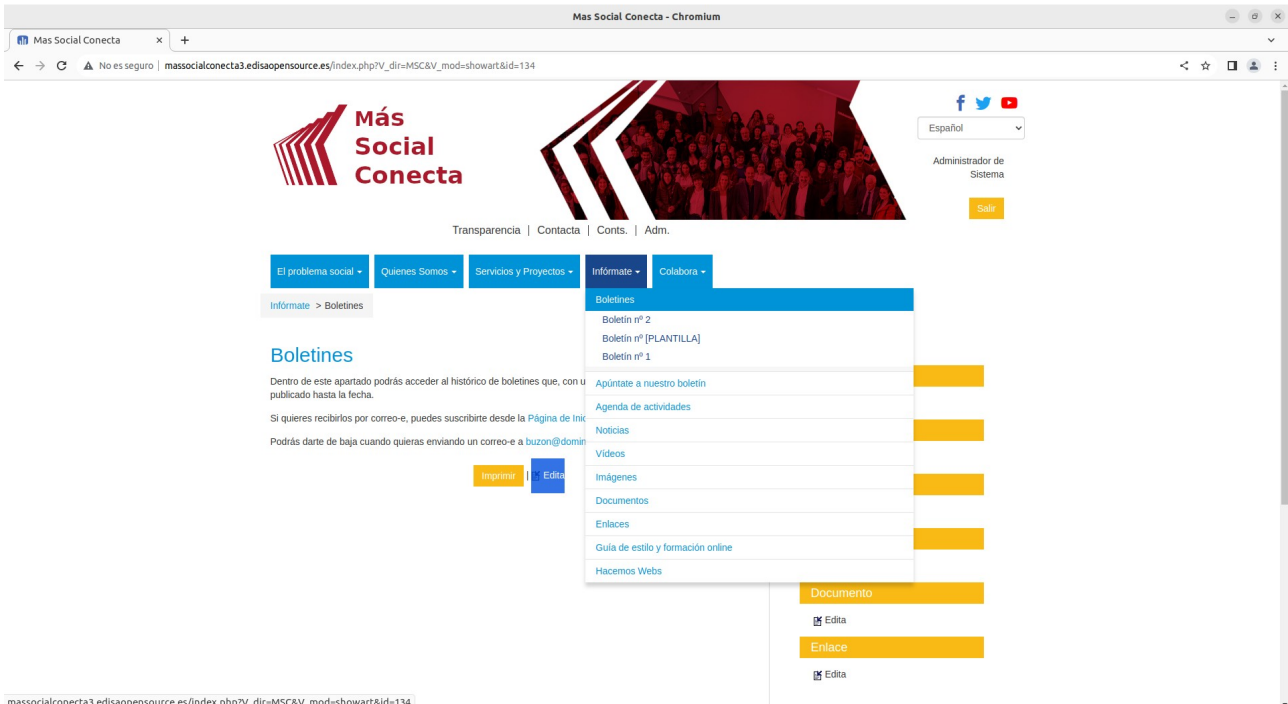 Mas Social Conecta - Chromium
Mas Social Conecta × +
No es seguro | massocialconecta3.edisaopensource.es/index.php?V_dir=MSC&V_mod=showart&id=134
Más
Social
Conecta
Español
Administrador de
Sistema
Salir
Transparencia | Contacta | Conts. | Adm.
El problema social Quienes Somos Servicios y Proyectos Infórmate Colabora
Infórmate > Boletines
Boletines
Boletín nº 2
Boletín nº [PLANTILLA]
Boletín nº 1
Apúntate a nuestro boletín
Agenda de actividades
Noticias
Vídeos
Imágenes
Documentos
Enlaces
Guía de estilo y formación online
Hacemos Webs
Boletines
Dentro de este apartado podrás acceder al histórico de boletines que, con u
publicado hasta la fecha.
Si quieres recibirlos por correo-e, puedes suscribirte desde la Página de Inic
Podrás darte de baja cuando quieras enviando un correo-e a buzon@domin
Imprimir | Edita
Documento
Edita
Enlace
Edita
massocialconecta3.edisaopensource.es/index.php?V_dir=MSC&V_mod=showart&id=134